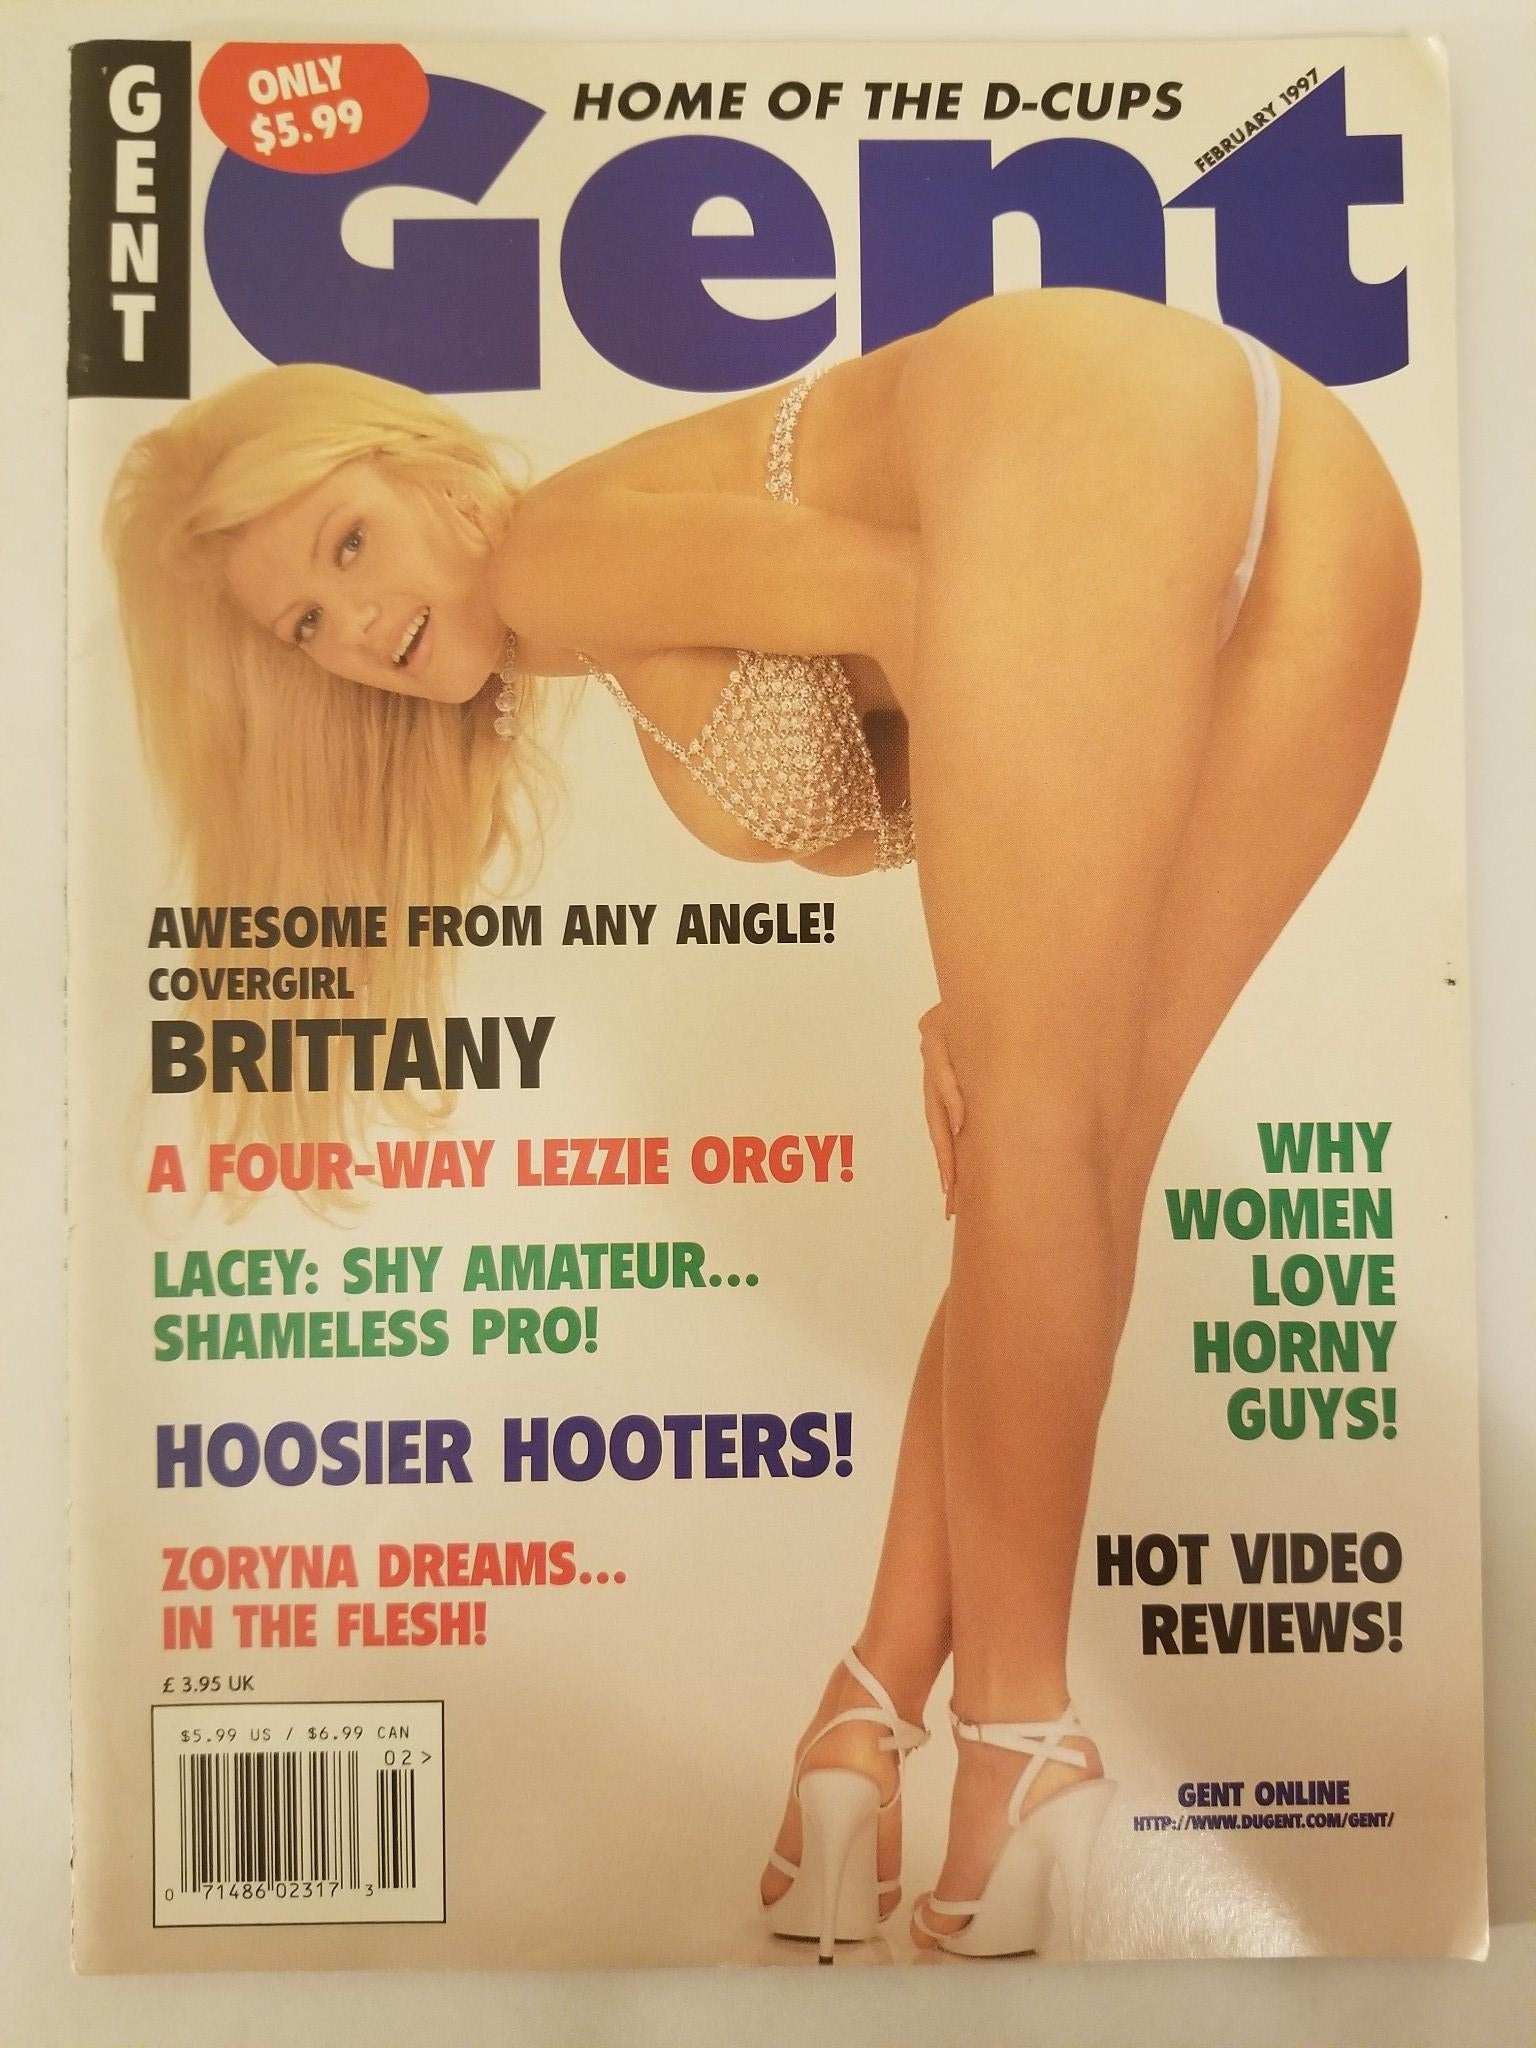 GENT
ONLY
$5.99
HOME OF THE D-CUPS
FEBRUARY 1997
Gent
AWESOME FROM ANY ANGLE!
COVERGIRL
BRITTANY
A FOUR-WAY LEZZIE ORGY!
LACEY: SHY AMATEUR...
SHAMELESS PRO!
HOOSIER HOOTERS!
ZORYNA DREAMS...
IN THE FLESH!
WHY
WOMEN
LOVE
HORNY
GUYS!
HOT VIDEO
REVIEWS!
£ 3.95 UK
$5.99 US / $6.99 CAN
02>
0 71486 02317 3
GENT ONLINE
HTTP://WWW.DUGENT.COM/GENT/